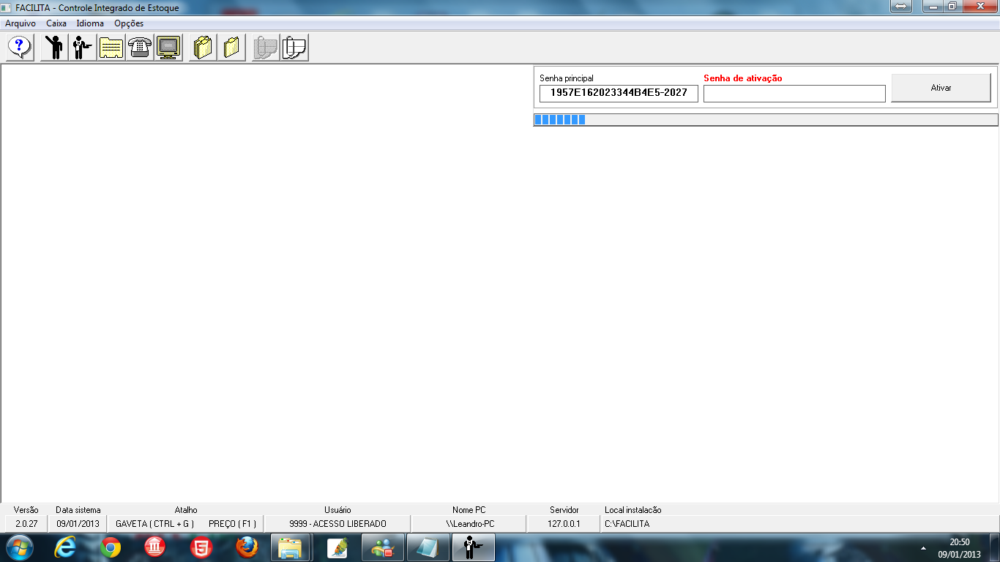 FACILITA - Controle Integrado de Estoque
Arquivo Caixa Idioma Opções
Senha principal Senha de ativação
1957E162023344B4E5-2027 Ativar
Versão Data sistema Atalho Usuário Nome PC Servidor Local instalacão
2.0.27 09/01/2013 GAVETA ( CTRL + G ) PREÇO ( F1 ) 9999 - ACESSO LIBERADO \\Leandro-PC 127.0.0.1 C:\FACILITA
20:50
09/01/2013